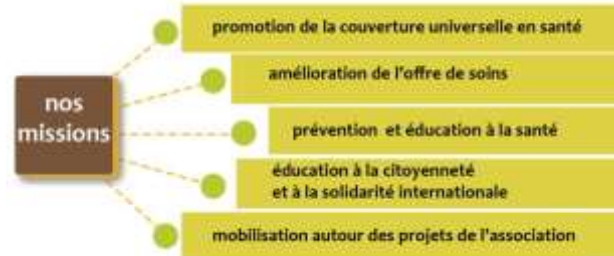 nos
missions
promotion de la couverture universelle en santé
amélioration de l'offre de soins
prévention et éducation à la santé
éducation à la citoyenneté
et à la solidarité internationale
mobilisation autour des projets de l'association